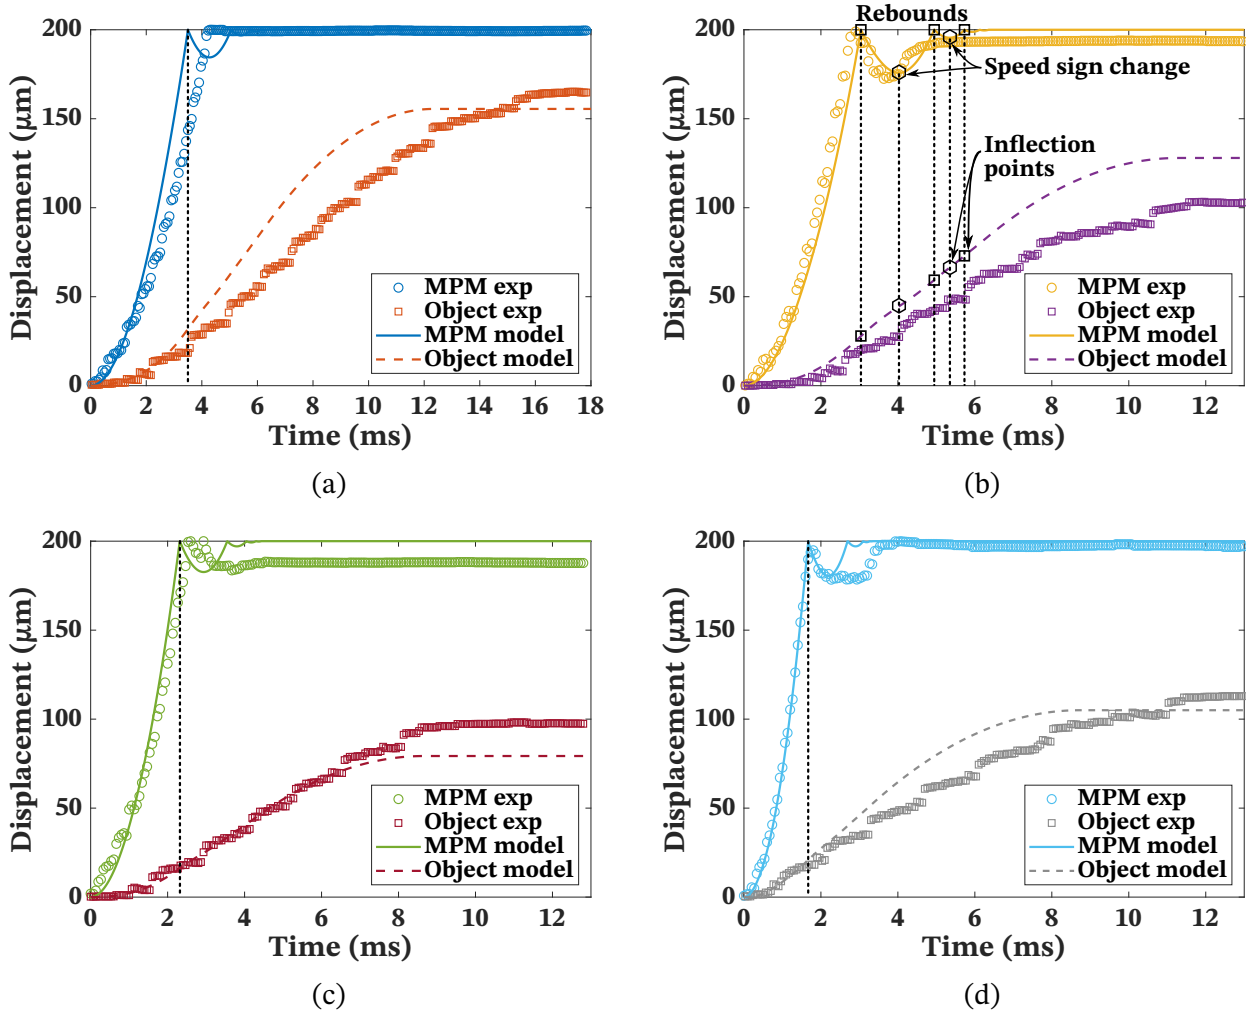 200
150
100
50
0
Displacement (μm)
MPM exp
Object exp
MPM model
Object model
0 2 4 6 8 10 12 14 16 18
Time (ms)
(a)
Rebounds
Speed sign change
Inflection
points
200
150
100
50
0
Displacement (μm)
MPM exp
Object exp
MPM model
Object model
0 2 4 6 8 10 12
Time (ms)
(b)
200
150
100
50
0
Displacement (μm)
MPM exp
Object exp
MPM model
Object model
0 2 4 6 8 10 12
Time (ms)
(c)
200
150
100
50
0
Displacement (μm)
MPM exp
Object exp
MPM model
Object model
0 2 4 6 8 10 12
Time (ms)
(d)